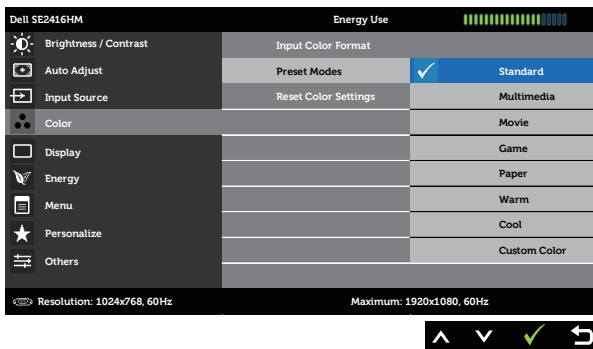 Dell SE2416HM Energy Use
Brightness / Contrast Input Color Format
Auto Adjust Preset Modes Standard
Input Source Reset Color Settings Multimedia
Color Movie
Display Game
Energy Paper
Menu Warm
Personalize Cool
Others Custom Color
Resolution: 1024x768, 60Hz Maximum: 1920x1080, 60Hz